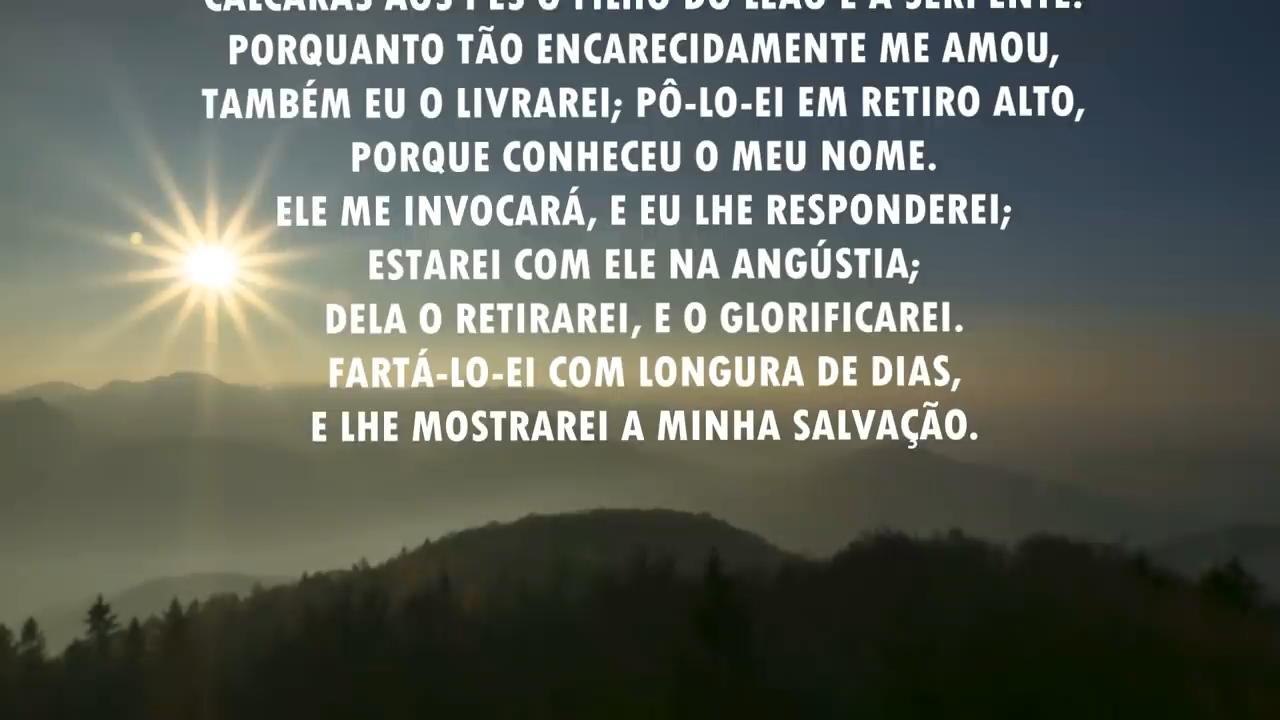 CALCARÁS AOS PÉS O FILHO DO LEÃO E A SERPENTE.
PORQUANTO TÃO ENCARECIDAMENTE ME AMOU,
TAMBÉM EU O LIVRAREI; PÔ-LO-EI EM RETIRO ALTO,
PORQUE CONHECEU O MEU NOME.
ELE ME INVOCARÁ, E EU LHE RESPONDEREI;
ESTAREI COM ELE NA ANGÚSTIA;
DELA O RETIRAREI, E O GLORIFICAREI.
FARTÁ-LO-EI COM LONGURA DE DIAS,
E LHE MOSTRAREI A MINHA SALVAÇÃO.